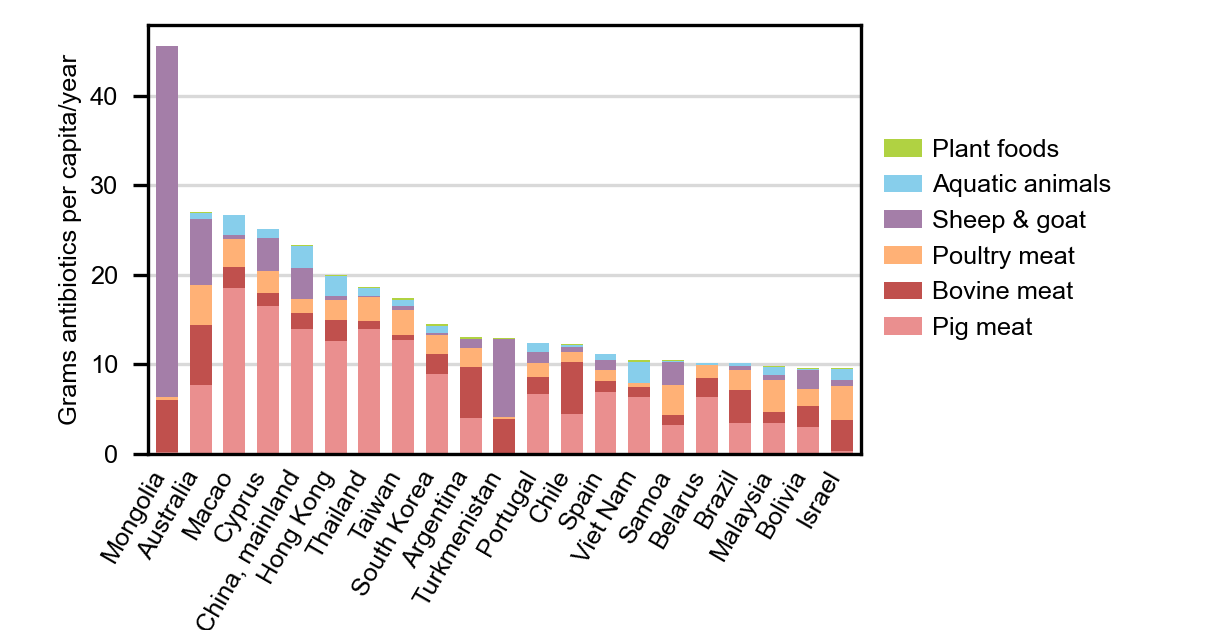 Grams antibiotics per capita/year
40
30
20
10
0
Mongolia
Australia
Macao
Cyprus
China, mainland
Hong Kong
Thailand
Taiwan
South Korea
Argentina
Turkmenistan
Portugal
Chile
Spain
Viet Nam
Samoa
Belarus
Brazil
Malaysia
Bolivia
Israel
Plant foods
Aquatic animals
Sheep & goat
Poultry meat
Bovine meat
Pig meat